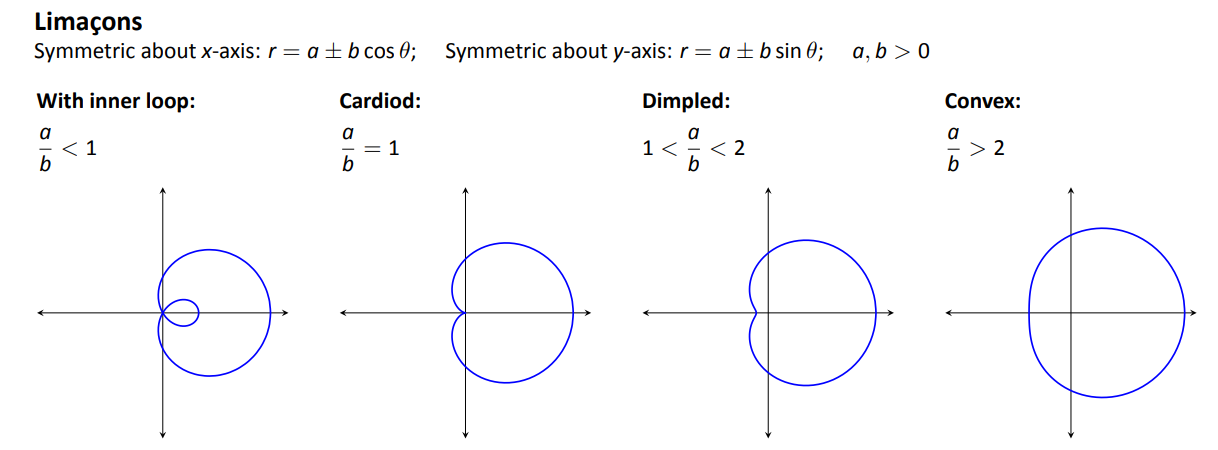 Limaçons
Symmetric about x-axis: r = a ± b cos θ; Symmetric about y-axis: r = a ± b sin θ; a, b > 0
With inner loop: Cardiod: Dimpled: Convex:
a/b < 1 a/b = 1 1 < a/b < 2 a/b > 2